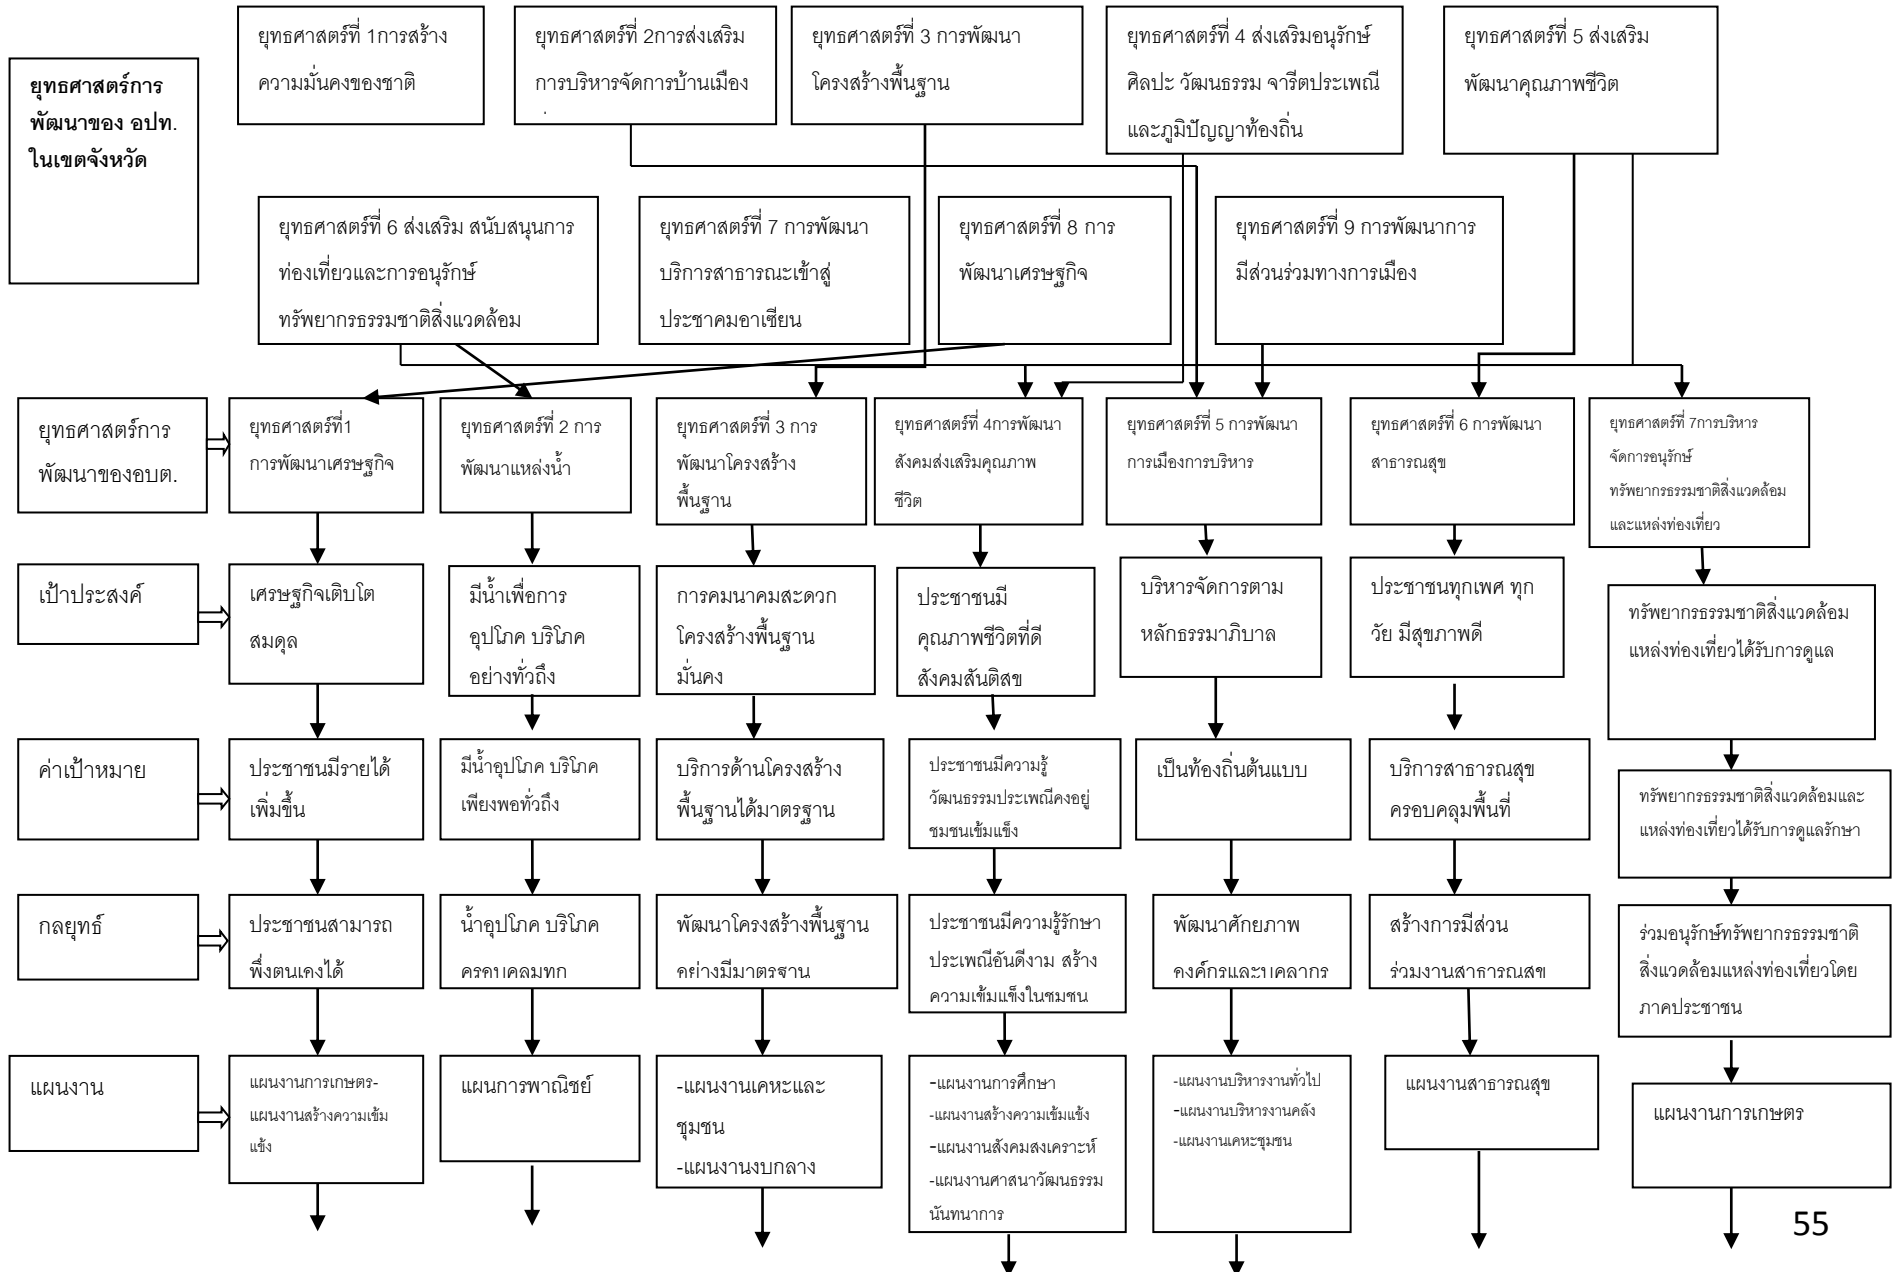 ยุทธศาสตร์การ
พัฒนาของ อปท.
ในเขตจังหวัด
ยุทธศาสตร์ที่ 1การสร้าง
ความมั่นคงของชาติ
ยุทธศาสตร์ที่ 2การส่งเสริม
การบริหารจัดการบ้านเมือง
ยุทธศาสตร์ที่ 3 การพัฒนา
โครงสร้างพื้นฐาน
ยุทธศาสตร์ที่ 4 ส่งเสริมอนุรักษ์
ศิลปะ วัฒนธรรม จารีตประเพณี
และภูมิปัญญาท้องถิ่น
ยุทธศาสตร์ที่ 5 ส่งเสริม
พัฒนาคุณภาพชีวิต
ยุทธศาสตร์ที่ 6 ส่งเสริม สนับสนุนการ
ท่องเที่ยวและการอนุรักษ์
ทรัพยากรธรรมชาติสิ่งแวดล้อม
ยุทธศาสตร์ที่ 7 การพัฒนา
บริการสาธารณะเข้าสู่
ประชาคมอาเซียน
ยุทธศาสตร์ที่ 8 การ
พัฒนาเศรษฐกิจ
ยุทธศาสตร์ที่ 9 การพัฒนาการ
มีส่วนร่วมทางการเมือง
ยุทธศาสตร์การ
พัฒนาของอบต.
ยุทธศาสตร์ที่1
การพัฒนาเศรษฐกิจ
ยุทธศาสตร์ที่ 2 การ
พัฒนาแหล่งน้ำ
ยุทธศาสตร์ที่ 3 การ
พัฒนาโครงสร้าง
พื้นฐาน
ยุทธศาสตร์ที่ 4การพัฒนา
สังคมส่งเสริมคุณภาพ
ชีวิต
ยุทธศาสตร์ที่ 5 การพัฒนา
การเมืองการบริหาร
ยุทธศาสตร์ที่ 6 การพัฒนา
สาธารณสุข
ยุทธศาสตร์ที่ 7การบริหาร
จัดการอนุรักษ์
ทรัพยากรธรรมชาติสิ่งแวดล้อม
และแหล่งท่องเที่ยว
เป้าประสงค์
เศรษฐกิจเติบโต
สมดุล
มีน้ำเพื่อการ
อุปโภค บริโภค
อย่างทั่วถึง
การคมนาคมสะดวก
โครงสร้างพื้นฐาน
มั่นคง
ประชาชนมี
คุณภาพชีวิตที่ดี
สังคมสันติสุข
บริหารจัดการตาม
หลักธรรมาภิบาล
ประชาชนทุกเพศ ทุก
วัย มีสุขภาพดี
ทรัพยากรธรรมชาติสิ่งแวดล้อม
แหล่งท่องเที่ยวได้รับการดูแล
ค่าเป้าหมาย
ประชาชนมีรายได้
เพิ่มขึ้น
มีน้ำอุปโภค บริโภค
เพียงพอทั่วถึง
บริการด้านโครงสร้าง
พื้นฐานได้มาตรฐาน
ประชาชนมีความรู้
วัฒนธรรมประเพณีคงอยู่
ชุมชนเข้มแข็ง
เป็นท้องถิ่นต้นแบบ
บริการสาธารณสุข
ครอบคลุมพื้นที่
ทรัพยากรธรรมชาติสิ่งแวดล้อมและ
แหล่งท่องเที่ยวได้รับการดูแลรักษา
กลยุทธ์
ประชาชนสามารถ
พึ่งตนเองได้
น้ำอุปโภค บริโภค
ครอบคลุมทุก
พัฒนาโครงสร้างพื้นฐาน
อย่างมีมาตรฐาน
ประชาชนมีความรู้รักษา
ประเพณีอันดีงาม สร้าง
ความเข้มแข็งในชุมชน
พัฒนาศักยภาพ
องค์กรและบุคลากร
สร้างการมีส่วน
ร่วมงานสาธารณสุข
ร่วมอนุรักษ์ทรัพยากรธรรมชาติ
สิ่งแวดล้อมแหล่งท่องเที่ยวโดย
ภาคประชาชน
แผนงาน
แผนงานการเกษตร-
แผนงานสร้างความเข้ม
แข้ง
แผนการพาณิชย์
-แผนงานเคหะและ
ชุมชน
-แผนงานงบกลาง
-แผนงานการศึกษา
-แผนงานสร้างความเข้มแข้ง
-แผนงานสังคมสงเคราะห์
-แผนงานศาสนาวัฒนธรรม
นันทนาการ
-แผนงานบริหารงานทั่วไป
-แผนงานบริหารงานคลัง
-แผนงานเคหะชุมชน
แผนงานสาธารณสุข
แผนงานการเกษตร
55